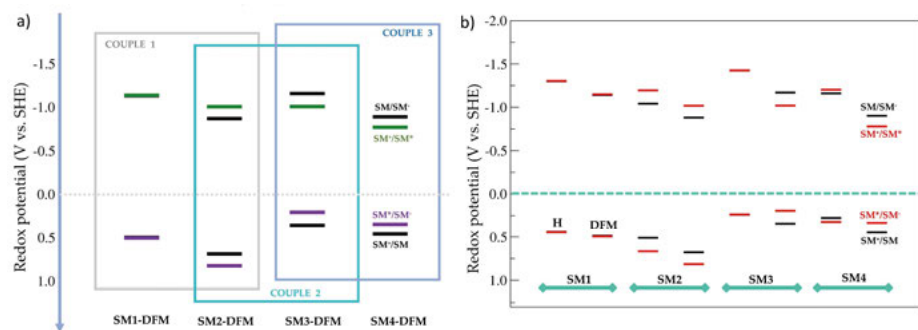 a)
COUPLE 1
COUPLE 3
COUPLE 2
Redox potential (V vs. SHE)
-1.5
-1.0
-0.5
0.0
0.5
1.0
SM/SM-
SM+/SM*
SM*/SM-
SM+/SM
SM1-DFM SM2-DFM SM3-DFM SM4-DFM
b)
Redox potential (V vs. SHE)
-2.0
-1.5
-1.0
-0.5
0.0
0.5
1.0
SM/SM-
SM+/SM*
H DFM
SM*/SM-
SM+/SM
SM1 SM2 SM3 SM4